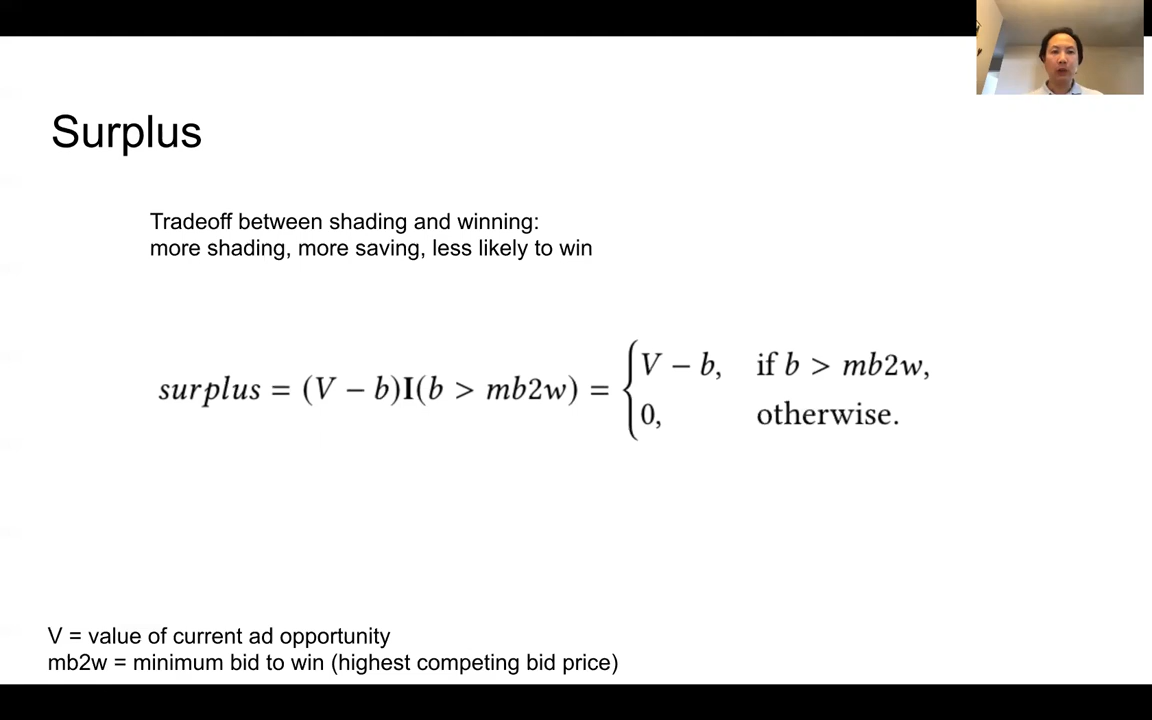 Surplus
Tradeoff between shading and winning:
more shading, more saving, less likely to win
surplus = (V − b)I(b > mb2w) = { V − b, if b > mb2w,
0, otherwise.
V = value of current ad opportunity
mb2w = minimum bid to win (highest competing bid price)